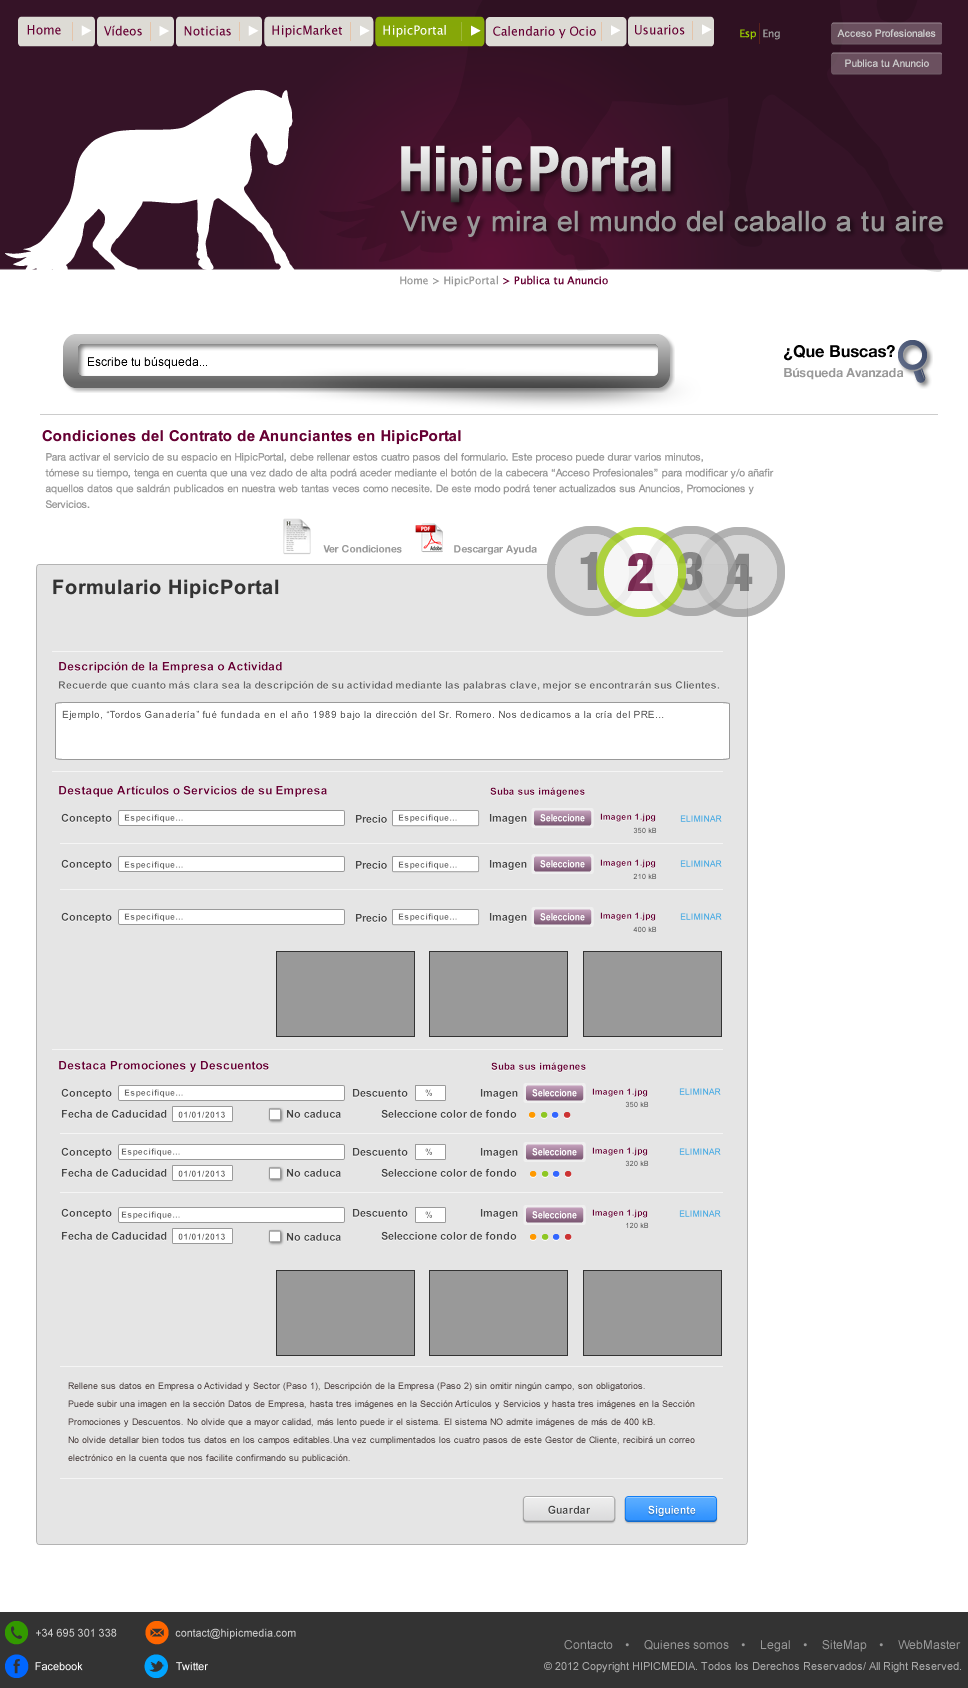 Home
Vídeos
Noticias
HipicMarket
HipicPortal
Calendario y Ocio
Usuarios
Esp Eng
Acceso Profesionales
Publica tu Anuncio
HipicPortal
Vive y mira el mundo del caballo a tu aire
Home > HipicPortal > Publica tu Anuncio
Escribe tu búsqueda...
¿Que Buscas?
Búsqueda Avanzada
Condiciones del Contrato de Anunciantes en HipicPortal
Para activar el servicio de su espacio en HipicPortal, debe rellenar estos cuatro pasos del formulario. Este proceso puede durar varios minutos,
tómese su tiempo, tenga en cuenta que una vez dado de alta podrá aceder mediante el botón de la cabecera “Acceso Profesionales” para modificar y/o añafir
aquellos datos que saldrán publicados en nuestra web tantas veces como necesite. De este modo podrá tener actualizados sus Anuncios, Promociones y
Servicios.
Ver Condiciones
PDF
Adobe
Descargar Ayuda
1 2 3 4
Formulario HipicPortal
Descripción de la Empresa o Actividad
Recuerde que cuanto más clara sea la descripción de su actividad mediante las palabras clave, mejor se encontrarán sus Clientes.
Ejemplo, “Tordos Ganadería” fué fundada en el año 1989 bajo la dirección del Sr. Romero. Nos dedicamos a la cría del PRE...
Destaque Artículos o Servicios de su Empresa
Suba sus imágenes
Concepto Especifique... Precio Especifique... Imagen Seleccione Imagen 1.jpg ELIMINAR
350 kB
Concepto Especifique... Precio Especifique... Imagen Seleccione Imagen 1.jpg ELIMINAR
210 kB
Concepto Especifique... Precio Especifique... Imagen Seleccione Imagen 1.jpg ELIMINAR
400 kB
Destaca Promociones y Descuentos
Suba sus imágenes
Concepto Especifique... Descuento % Imagen Seleccione Imagen 1.jpg ELIMINAR
350 kB
Fecha de Caducidad 01/01/2013 No caduca Seleccione color de fondo
Concepto Especifique... Descuento % Imagen Seleccione Imagen 1.jpg ELIMINAR
320 kB
Fecha de Caducidad 01/01/2013 No caduca Seleccione color de fondo
Concepto Especifique... Descuento % Imagen Seleccione Imagen 1.jpg ELIMINAR
120 kB
Fecha de Caducidad 01/01/2013 No caduca Seleccione color de fondo
Rellene sus datos en Empresa o Actividad y Sector (Paso 1), Descripción de la Empresa (Paso 2) sin omitir ningún campo, son obligatorios.
Puede subir una imagen en la sección Datos de Empresa, hasta tres imágenes en la Sección Artículos y Servicios y hasta tres imágenes en la Sección
Promociones y Descuentos. No olvide que a mayor calidad, más lento puede ir el sistema. El sistema NO admite imágenes de más de 400 kB.
No olvide detallar bien todos tus datos en los campos editables.Una vez cumplimentados los cuatro pasos de este Gestor de Cliente, recibirá un correo
electrónico en la cuenta que nos facilite confirmando su publicación.
Guardar
Siguiente
+34 695 301 338
contact@hipicmedia.com
Facebook
Twitter
Contacto • Quienes somos • Legal • SiteMap • WebMaster
© 2012 Copyright HIPICMEDIA. Todos los Derechos Reservados/ All Right Reserved.